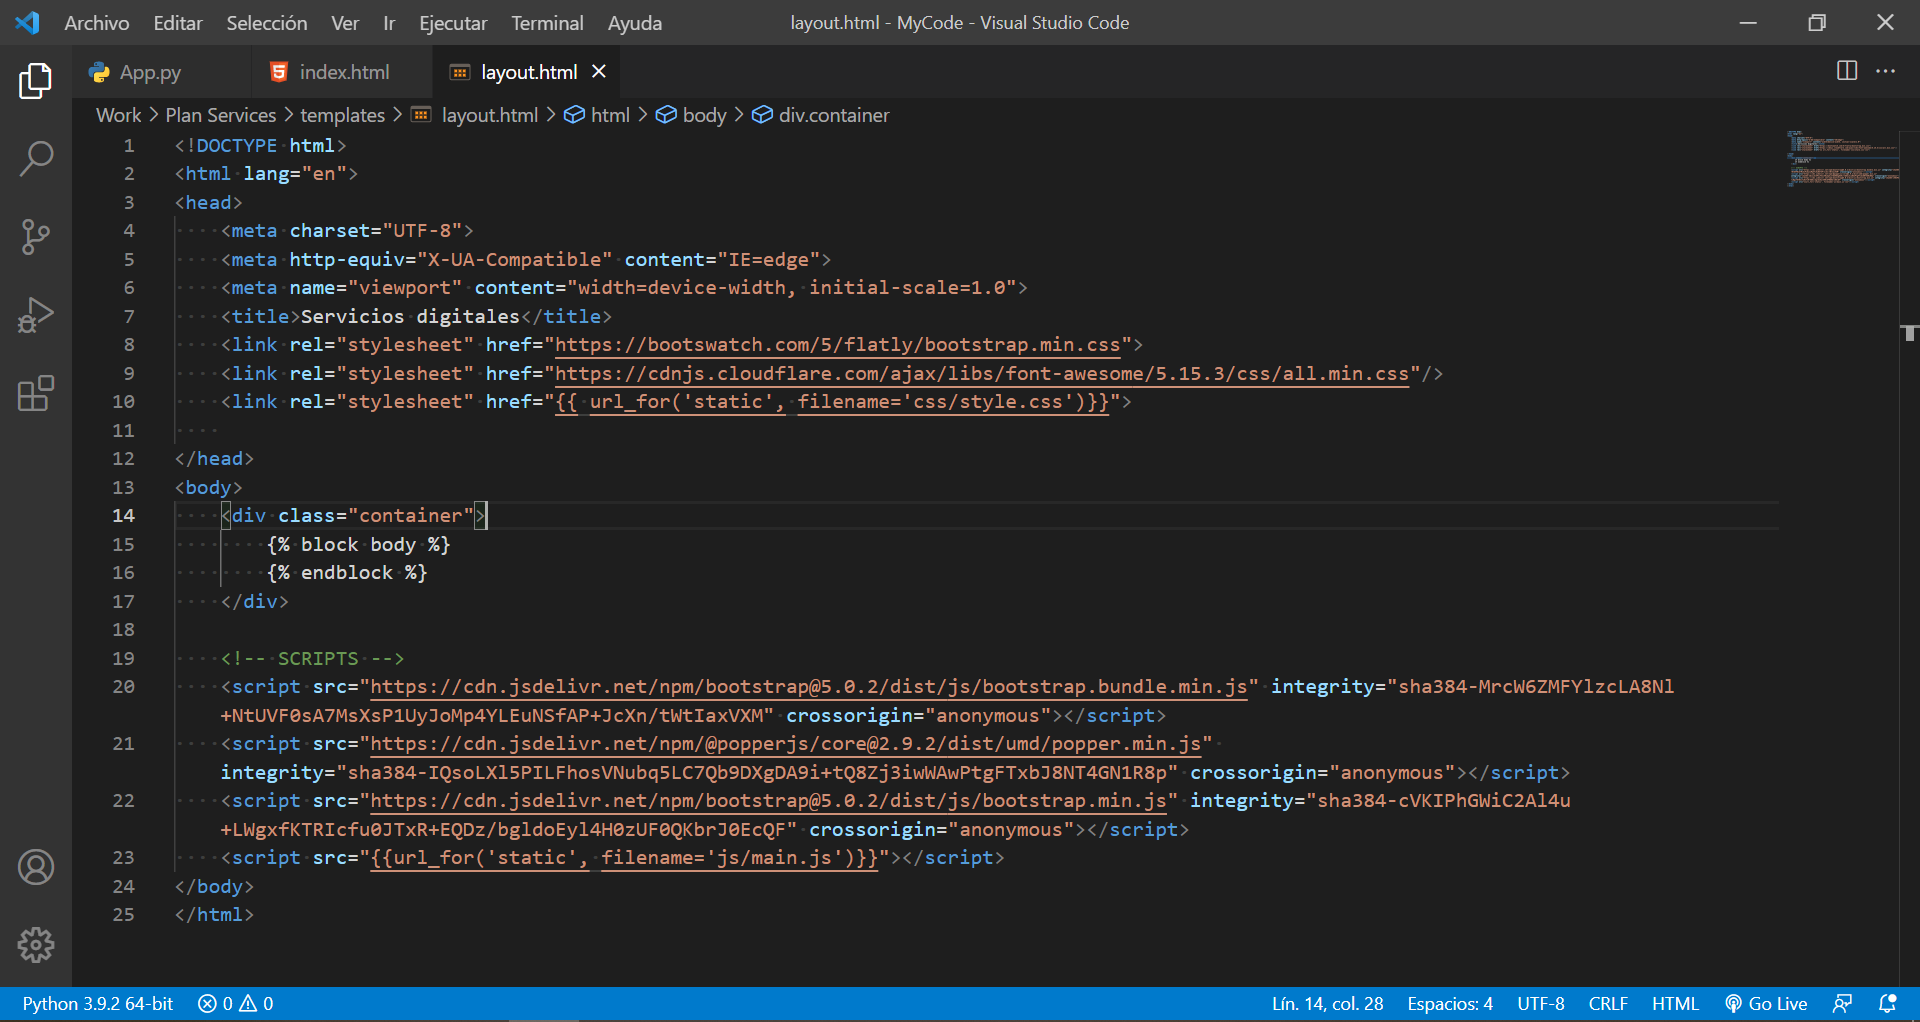 Archivo Editar Selección Ver Ir Ejecutar Terminal Ayuda layout.html - MyCode - Visual Studio Code
App.py index.html layout.html
Work > Plan Services > templates > layout.html > html > body > div.container
1 <!DOCTYPE html>
2 <html lang="en">
3 <head>
4 <meta charset="UTF-8">
5 <meta http-equiv="X-UA-Compatible" content="IE=edge">
6 <meta name="viewport" content="width=device-width, initial-scale=1.0">
7 <title>Servicios digitales</title>
8 <link rel="stylesheet" href="https://bootswatch.com/5/flatly/bootstrap.min.css">
9 <link rel="stylesheet" href="https://cdnjs.cloudflare.com/ajax/libs/font-awesome/5.15.3/css/all.min.css"/>
10 <link rel="stylesheet" href="{{ url_for('static', filename='css/style.css')}}">
11
12 </head>
13 <body>
14 <div class="container">
15 {% block body %}
16 {% endblock %}
17 </div>
18
19 <!-- SCRIPTS -->
20 <script src="https://cdn.jsdelivr.net/npm/bootstrap@5.0.2/dist/js/bootstrap.bundle.min.js" integrity="sha384-MrcW6ZMFYlzcLA8Nl
+NtUVF0sA7MsXsP1UyJoMp4YLEuNSfAP+JcXn/tWtIaxVXM" crossorigin="anonymous"></script>
21 <script src="https://cdn.jsdelivr.net/npm/@popperjs/core@2.9.2/dist/umd/popper.min.js"
integrity="sha384-IQsoLXl5PILFhosVNubq5LC7Qb9DXgDA9i+tQ8Zj3iwWAwPtgFTxbJ8NT4GN1R8p" crossorigin="anonymous"></script>
22 <script src="https://cdn.jsdelivr.net/npm/bootstrap@5.0.2/dist/js/bootstrap.min.js" integrity="sha384-cVKIPhGWiC2Al4u
+LWgxfKTRIcfu0JTxR+EQDz/bgldoEyl4H0zUF0QKbrJ0EcQF" crossorigin="anonymous"></script>
23 <script src="{{url_for('static', filename='js/main.js')}}"></script>
24 </body>
25 </html>
Python 3.9.2 64-bit 0 0 Lín. 14, col. 28 Espacios: 4 UTF-8 CRLF HTML Go Live